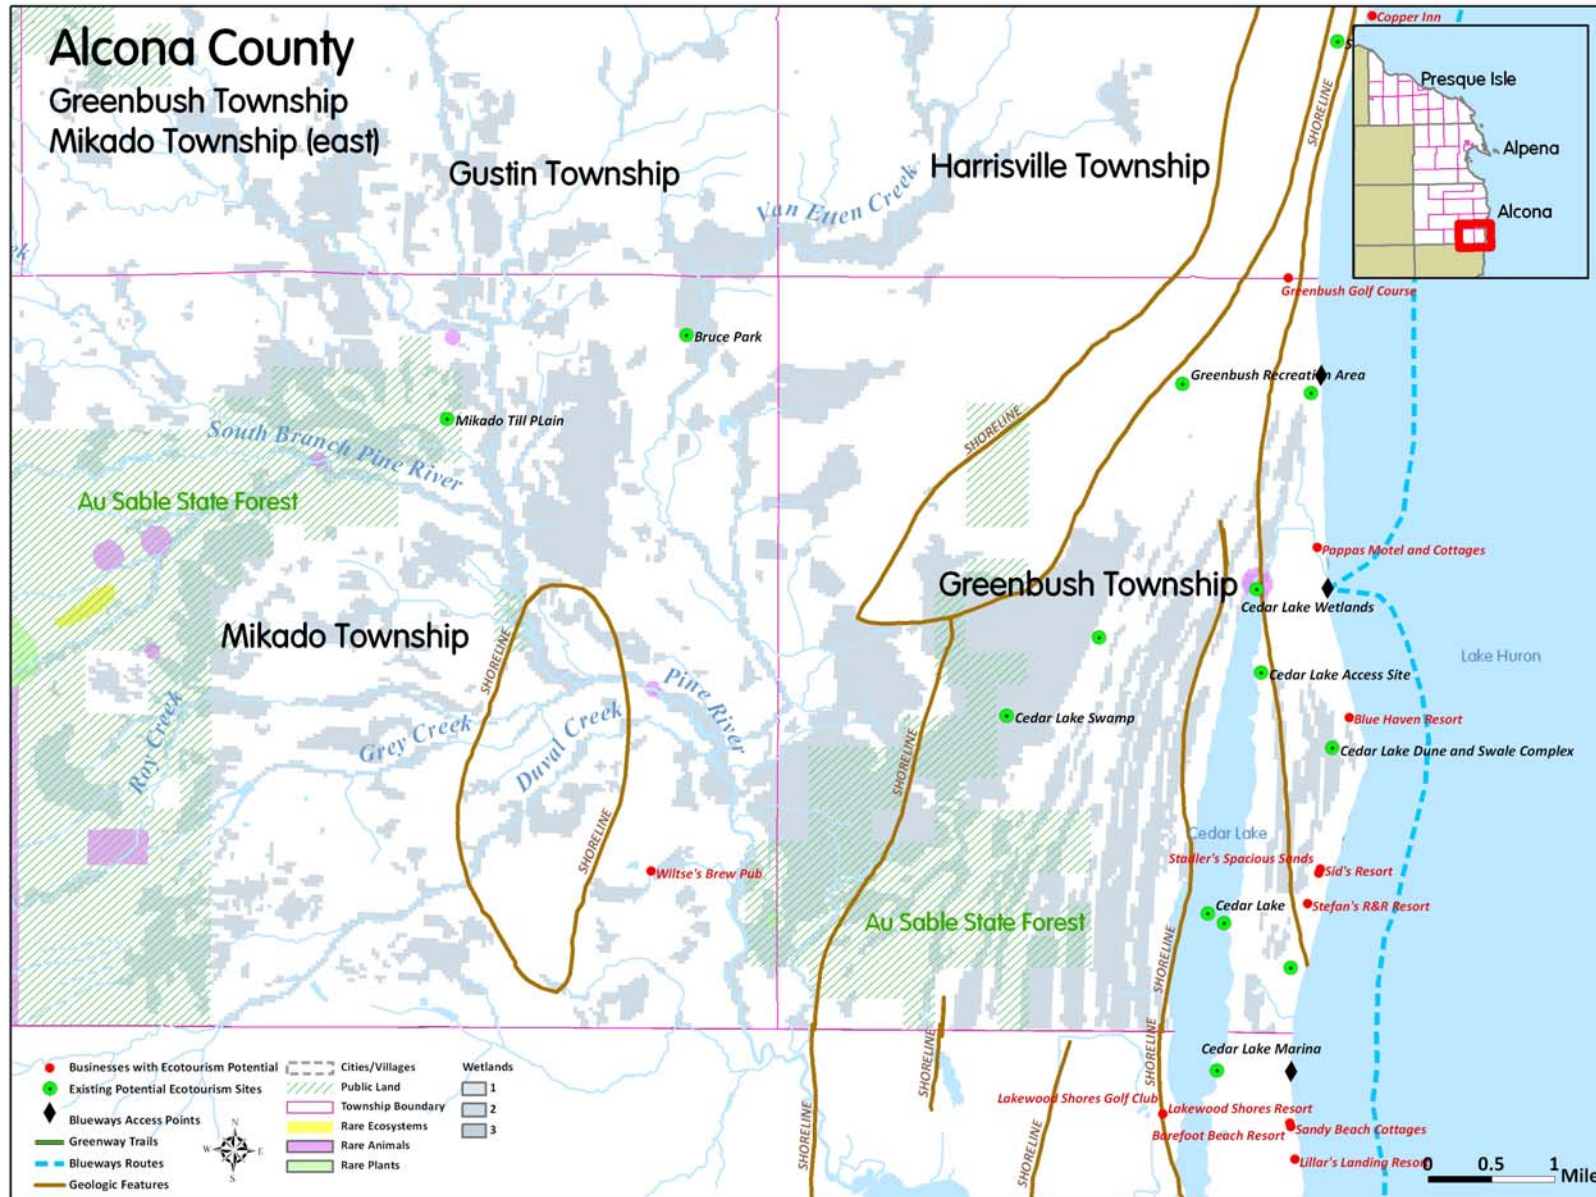 Alcona County
Greenbush Township
Mikado Township (east)
Gustin Township
Harrisville Township
Copper Inn
S
SHORELINE
Presque Isle
Alpena
Alcona
Van Etten Creek
ek
Greenbush Golf Course
Bruce Park
Greenbush Recreation Area
Mikado Till PLain
SHORELINE
South Branch Pine River
Au Sable State Forest
Pappas Motel and Cottages
Greenbush Township
Cedar Lake Wetlands
Mikado Township
SHORELINE
Lake Huron
Cedar Lake Access Site
Pine River
Roy Creek
Grey Creek
Duval Creek
Cedar Lake Swamp
Blue Haven Resort
Cedar Lake Dune and Swale Complex
SHORELINE
SHORELINE
Cedar Lake
Stadler's Spacious Sands
Sid's Resort
Wiltse's Brew Pub
Cedar Lake
Stefan's R&R Resort
Au Sable State Forest
SHORELINE
Cedar Lake Marina
SHORELINE
SHORELINE
SHORELINE
SHORELINE
Lakewood Shores Golf Club
Lakewood Shores Resort
Barefoot Beach Resort
Sandy Beach Cottages
Lillar's Landing Resort
Businesses with Ecotourism Potential
Existing Potential Ecotourism Sites
Blueways Access Points
Greenway Trails
Blueways Routes
Geologic Features
Cities/Villages
Public Land
Township Boundary
Rare Ecosystems
Rare Animals
Rare Plants
Wetlands
1
2
3
N
W E
S
0 0.5 1
Mile